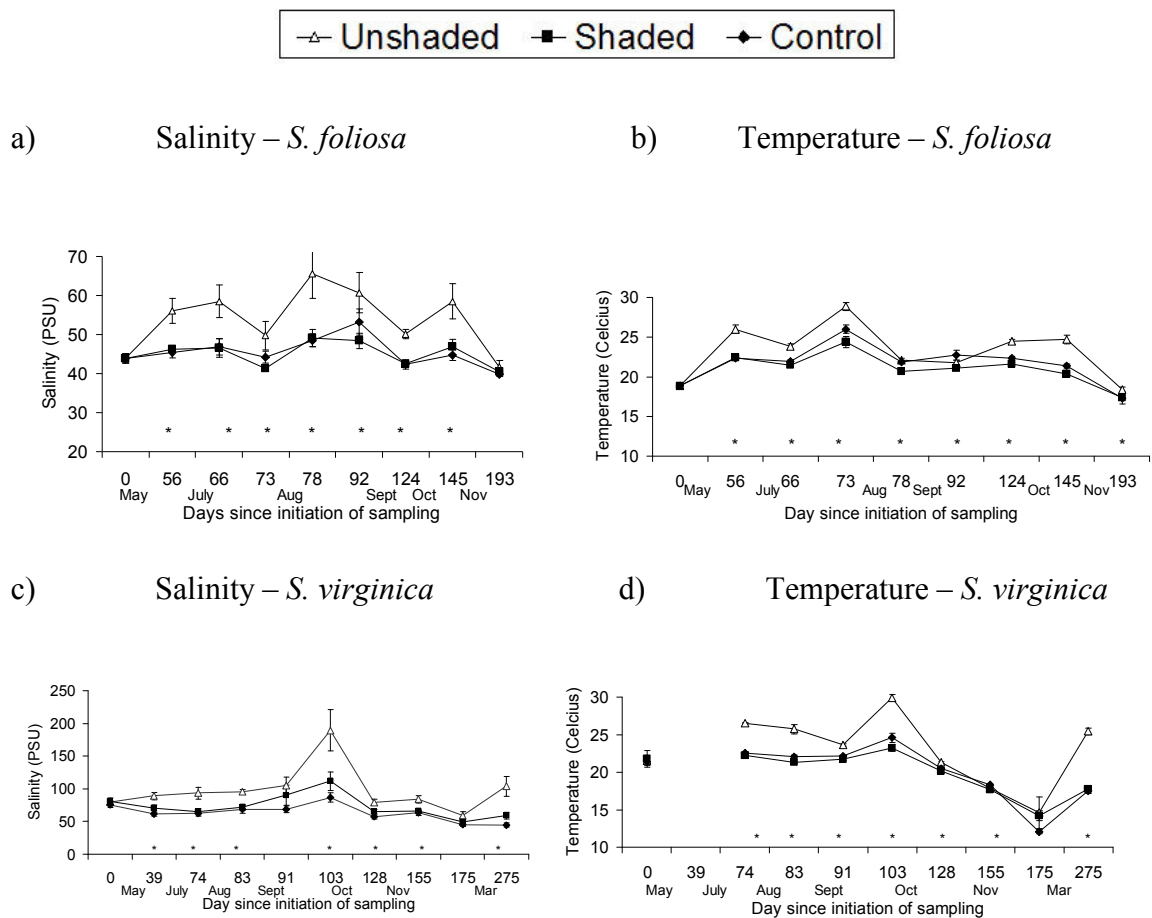 Unshaded Shaded Control
a) Salinity – S. foliosa
b) Temperature – S. foliosa
70
60
50
40
30
20
Salinity (PSU)
* * * * * * *
0 56 66 73 78 92 124 145 193
May July Aug Sept Oct Nov
Days since initiation of sampling
30
25
20
15
10
Temperature (Celcius)
* * * * * * * *
0 56 66 73 78 92 124 145 193
May July Aug Sept Oct Nov
Day since initiation of sampling
c) Salinity – S. virginica
d) Temperature – S. virginica
250
200
150
100
50
0
Salinity (PSU)
* * * * * * *
0 39 74 83 91 103 128 155 175 275
May July Aug Sept Oct Nov Mar
Day since initiation of sampling
30
25
20
15
10
Temperature (Celcius)
* * * * * * *
0 39 74 83 91 103 128 155 175 275
May July Aug Sept Oct Nov Mar
Day since initiation of sampling